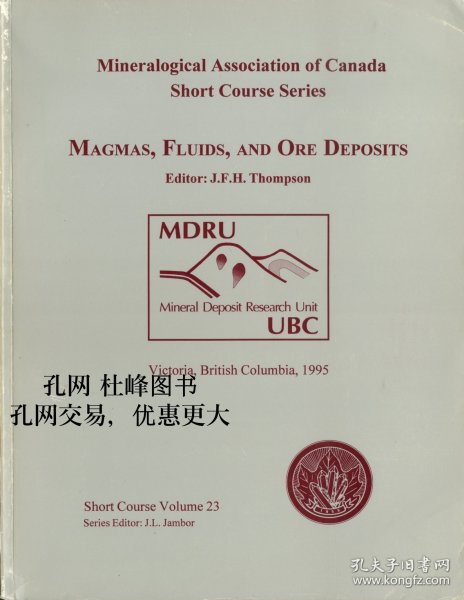 Mineralogical Association of Canada
Short Course Series
MAGMAS, FLUIDS, AND ORE DEPOSITS
Editor: J.F.H. Thompson
MDRU
Mineral Deposit Research Unit
UBC
Victoria, British Columbia, 1995
孔网 杜峰图书
孔网交易，优惠更大
Short Course Volume 23
Series Editor: J.L. Jambor
孔夫子旧书网
www.kongfz.com